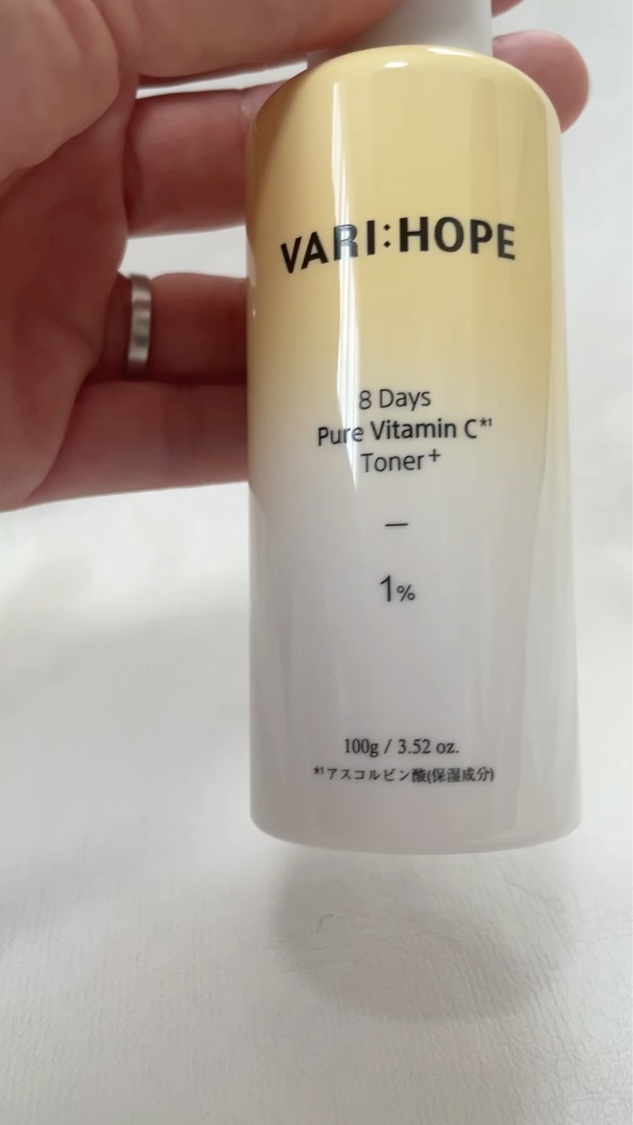 VARI:HOPE
8 Days
Pure Vitamin C*1
Toner+
1%
100g / 3.52 oz.
*1アスコルビン酸(保湿成分)